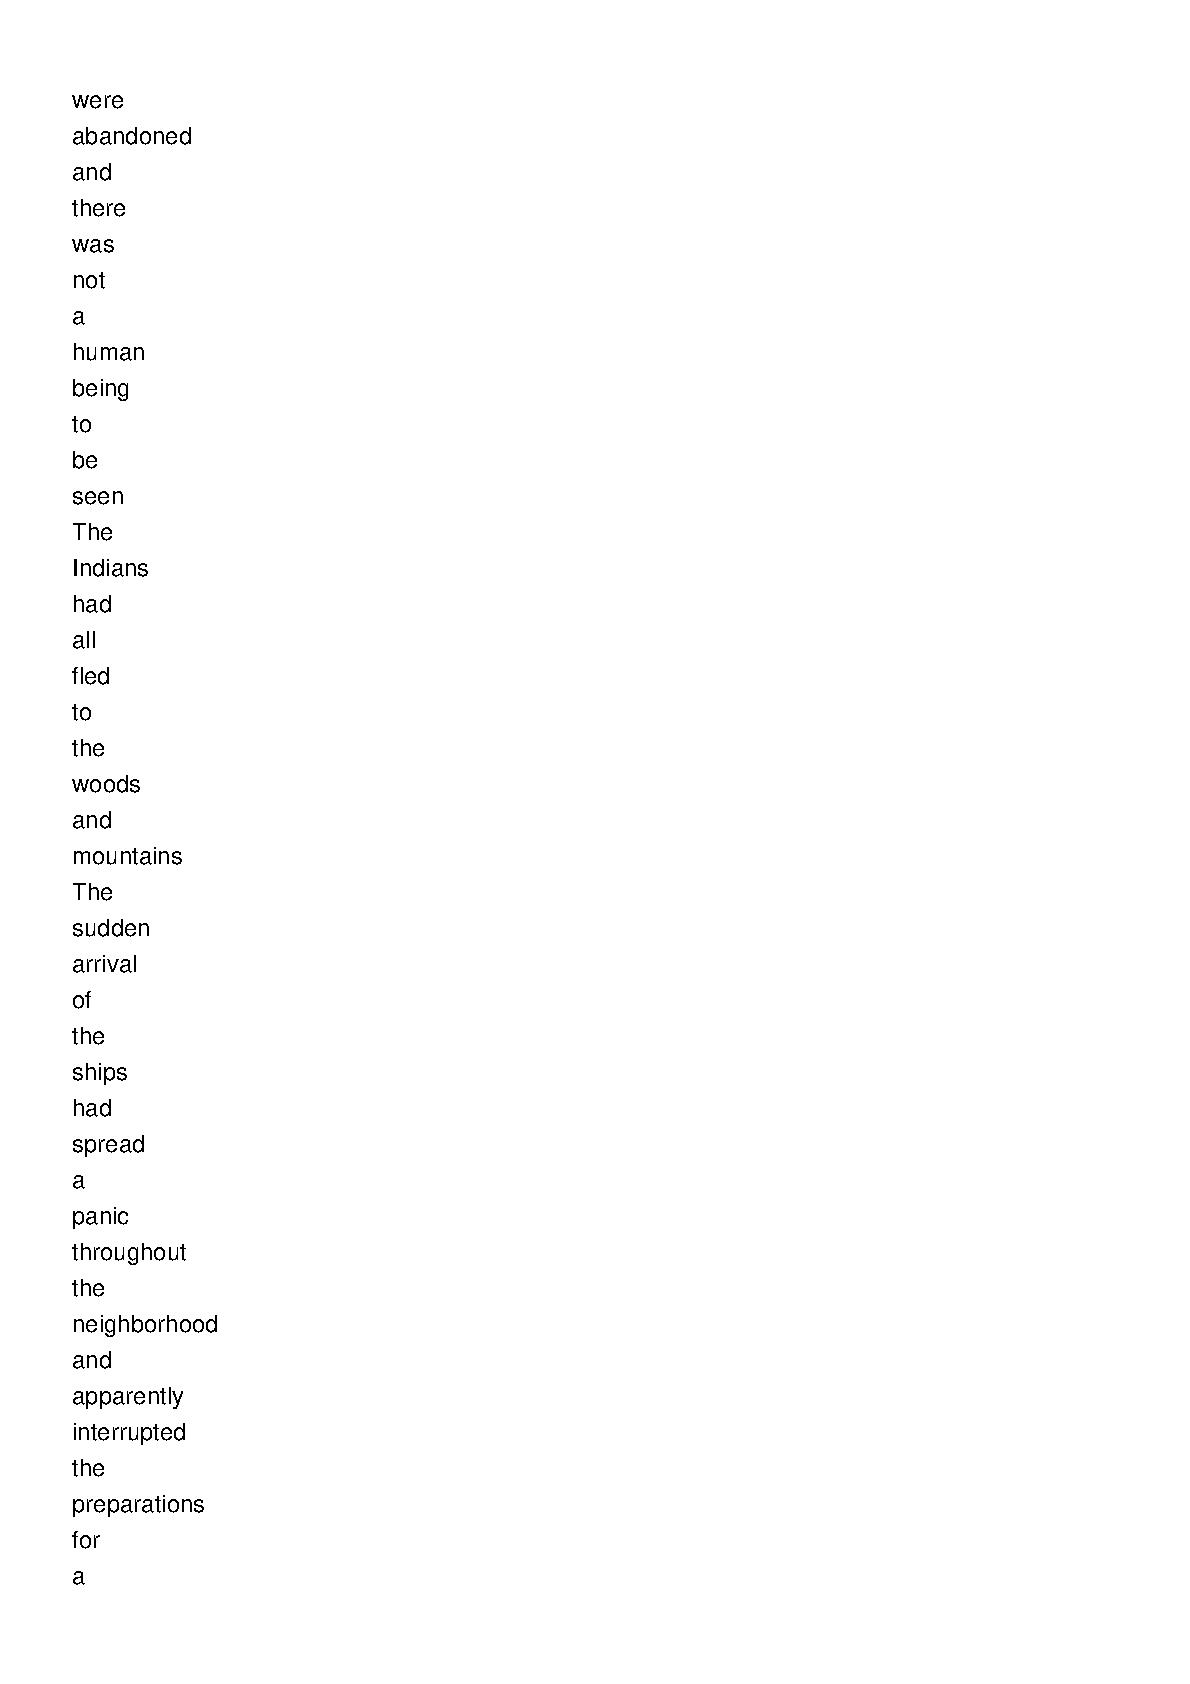 were
abandoned
and
there
was
not
a
human
being
to
be
seen
The
Indians
had
all
fled
to
the
woods
and
mountains
The
sudden
arrival
of
the
ships
had
spread
a
panic
throughout
the
neighborhood
and
apparently
interrupted
the
preparations
for
a